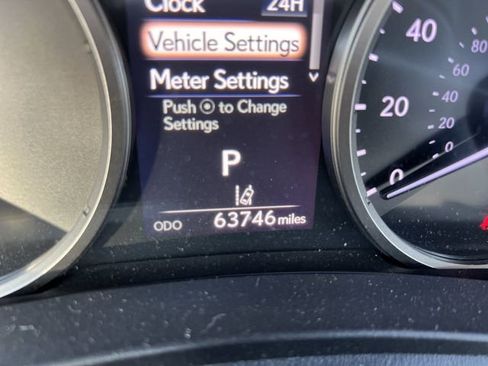 Clock 24H
Vehicle Settings
Meter Settings
Push to Change
Settings
P
ODO 63746 miles
40
20
0
80
60
40
20
0